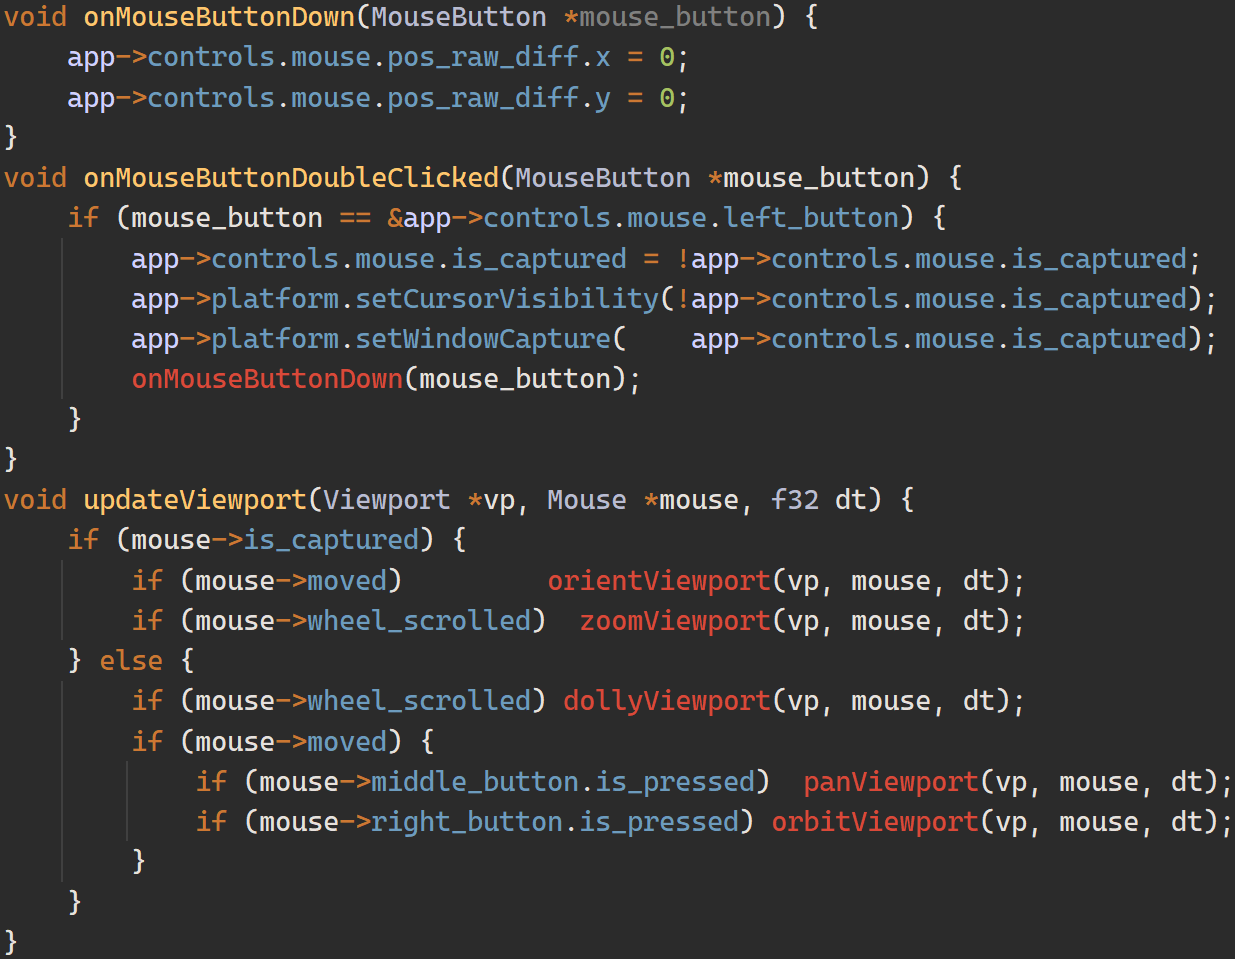 void onMouseButtonDown(MouseButton *mouse_button) {
    app->controls.mouse.pos_raw_diff.x = 0;
    app->controls.mouse.pos_raw_diff.y = 0;
}
void onMouseButtonDoubleClicked(MouseButton *mouse_button) {
    if (mouse_button == &app->controls.mouse.left_button) {
        app->controls.mouse.is_captured = !app->controls.mouse.is_captured;
        app->platform.setCursorVisibility(!app->controls.mouse.is_captured);
        app->platform.setWindowCapture(    app->controls.mouse.is_captured);
        onMouseButtonDown(mouse_button);
    }
}
void updateViewport(Viewport *vp, Mouse *mouse, f32 dt) {
    if (mouse->is_captured) {
        if (mouse->moved)         orientViewport(vp, mouse, dt);
        if (mouse->wheel_scrolled)  zoomViewport(vp, mouse, dt);
    } else {
        if (mouse->wheel_scrolled) dollyViewport(vp, mouse, dt);
        if (mouse->moved) {
            if (mouse->middle_button.is_pressed)  panViewport(vp, mouse, dt);
            if (mouse->right_button.is_pressed) orbitViewport(vp, mouse, dt);
        }
    }
}